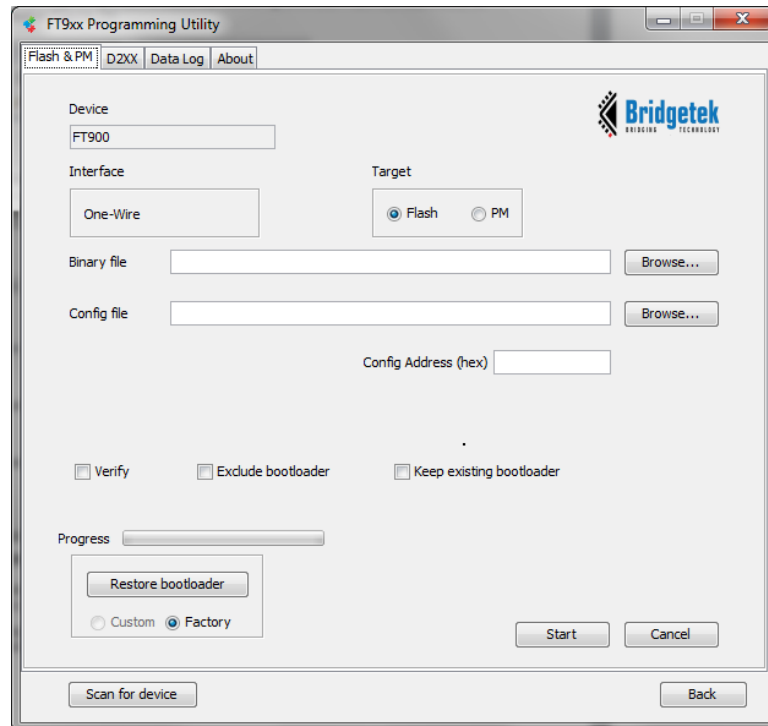 FT9xx Programming Utility
Flash & PM D2XX Data Log About
Device
Bridgetek
BRIDGING TECHNOLOGY
FT900
Interface Target
One-Wire Flash PM
Binary file Browse...
Config file Browse...
Config Address (hex)
Verify Exclude bootloader Keep existing bootloader
Progress
Restore bootloader
Custom Factory
Start Cancel
Scan for device Back